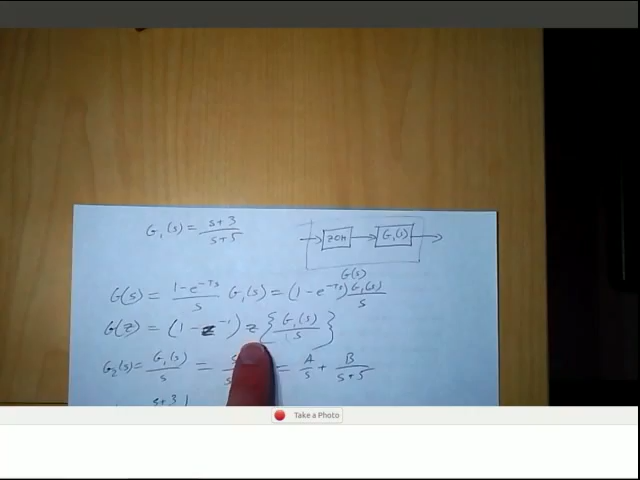 G₁(s) = s+3 / s+5
ZOH G₁(s)
G(s)
G(s) = 1-e^-Ts / s G₁(s) = (1-e^-Ts) G₁(s) / s
G(z) = (1-z^-1) z { G₁(s) / s }
G₂(s) = G₁(s) / s = = A / s + B / s+5
s+3
Take a Photo